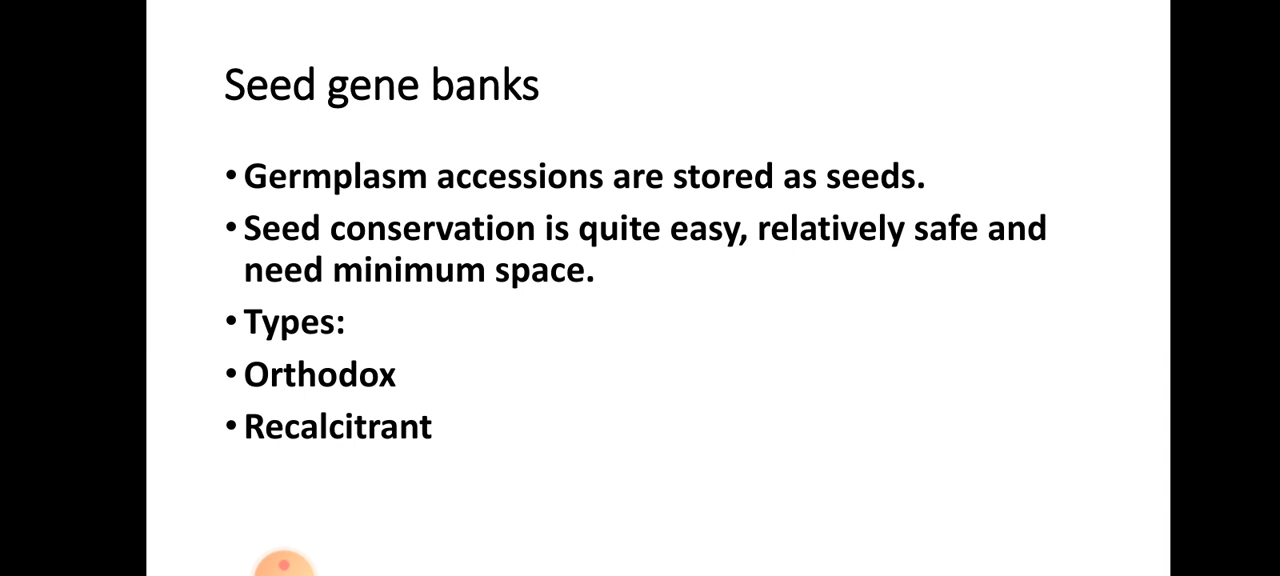 Seed gene banks
• Germplasm accessions are stored as seeds.
• Seed conservation is quite easy, relatively safe and
need minimum space.
• Types:
• Orthodox
• Recalcitrant